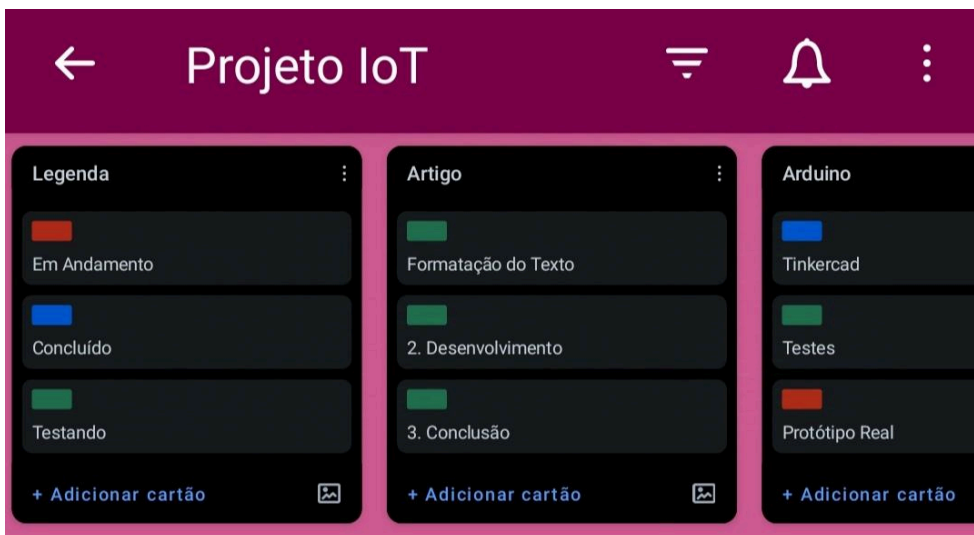 Projeto IoT
Legenda
Em Andamento
Concluído
Testando
+ Adicionar cartão
Artigo
Formatação do Texto
2. Desenvolvimento
3. Conclusão
+ Adicionar cartão
Arduino
Tinkercad
Testes
Protótipo Real
+ Adicionar cartão